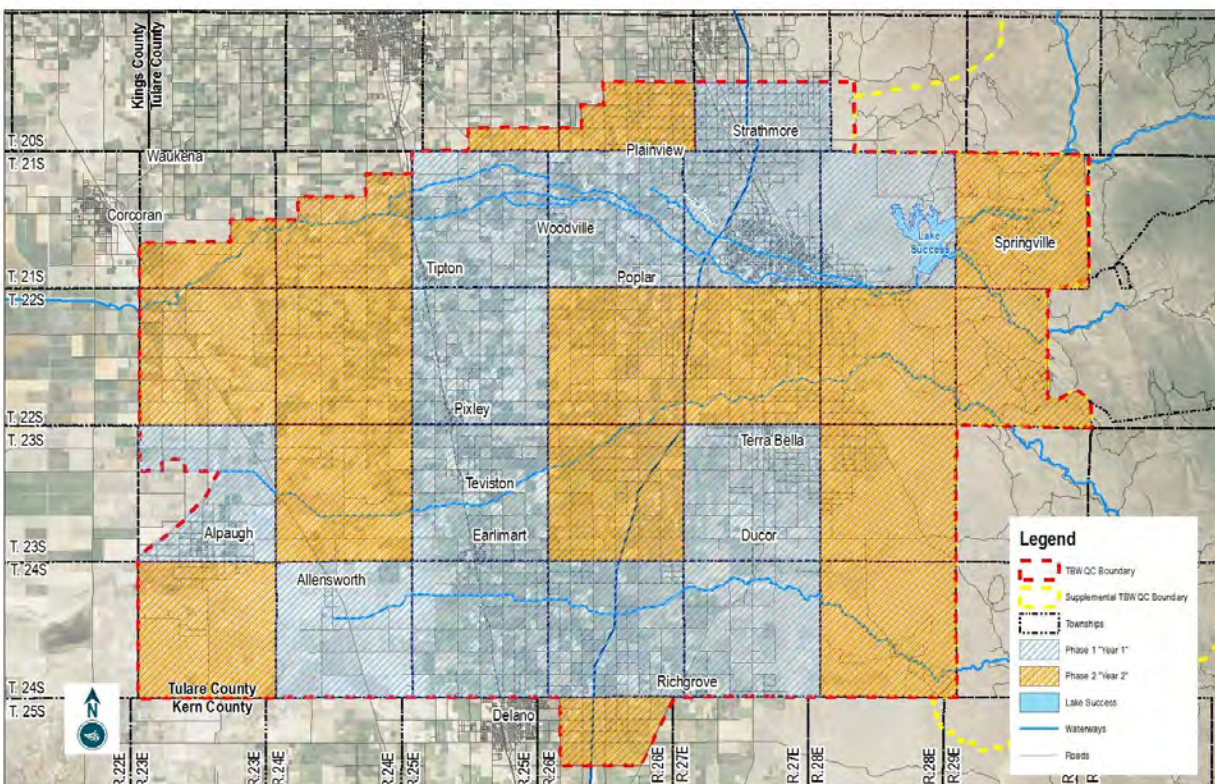 Kings County
Tulare County
T. 20S
T. 21S
Waukena
Corcoran
Plainview
Strathmore
Woodville
Tipton
Poplar
Lake
Success
Springville
T. 21S
T. 22S
Pixley
T. 22S
T. 23S
Terra Bella
Teviston
Alpaugh
Earlimart
Ducor
T. 23S
T. 24S
Allensworth
Richgrove
T. 24S
T. 25S
Tulare County
Kern County
Delano
N
R.22E
R.23E
R.23E
R.24E
R.24E
R.25E
R.25E
R.26E
R.26E
R.27E
R.27E
R.28E
R.28E
R.29E
Legend
TBWQC Boundary
Supplemental TBWQC Boundary
Townships
Phase 1 "Year 1"
Phase 2 "Year 2"
Lake Success
Waterways
Roads